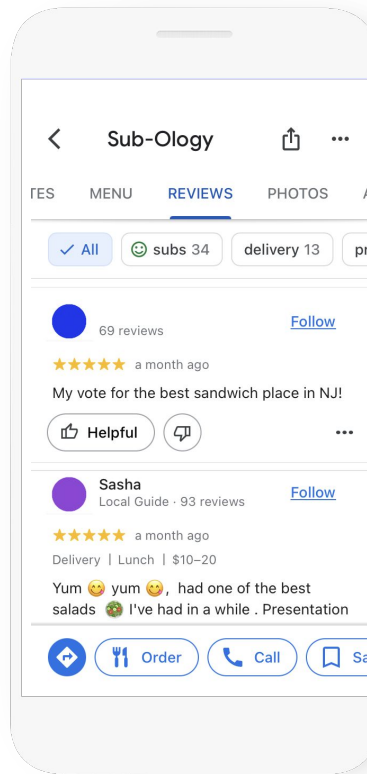 Sub-Ology
TES MENU REVIEWS PHOTOS
All subs 34 delivery 13 pr
69 reviews
Follow
a month ago
My vote for the best sandwich place in NJ!
Helpful
Sasha
Local Guide · 93 reviews
Follow
a month ago
Delivery | Lunch | $10–20
Yum 😋 yum 😋, had one of the best
salads 🥗 I've had in a while . Presentation
Order Call Sa